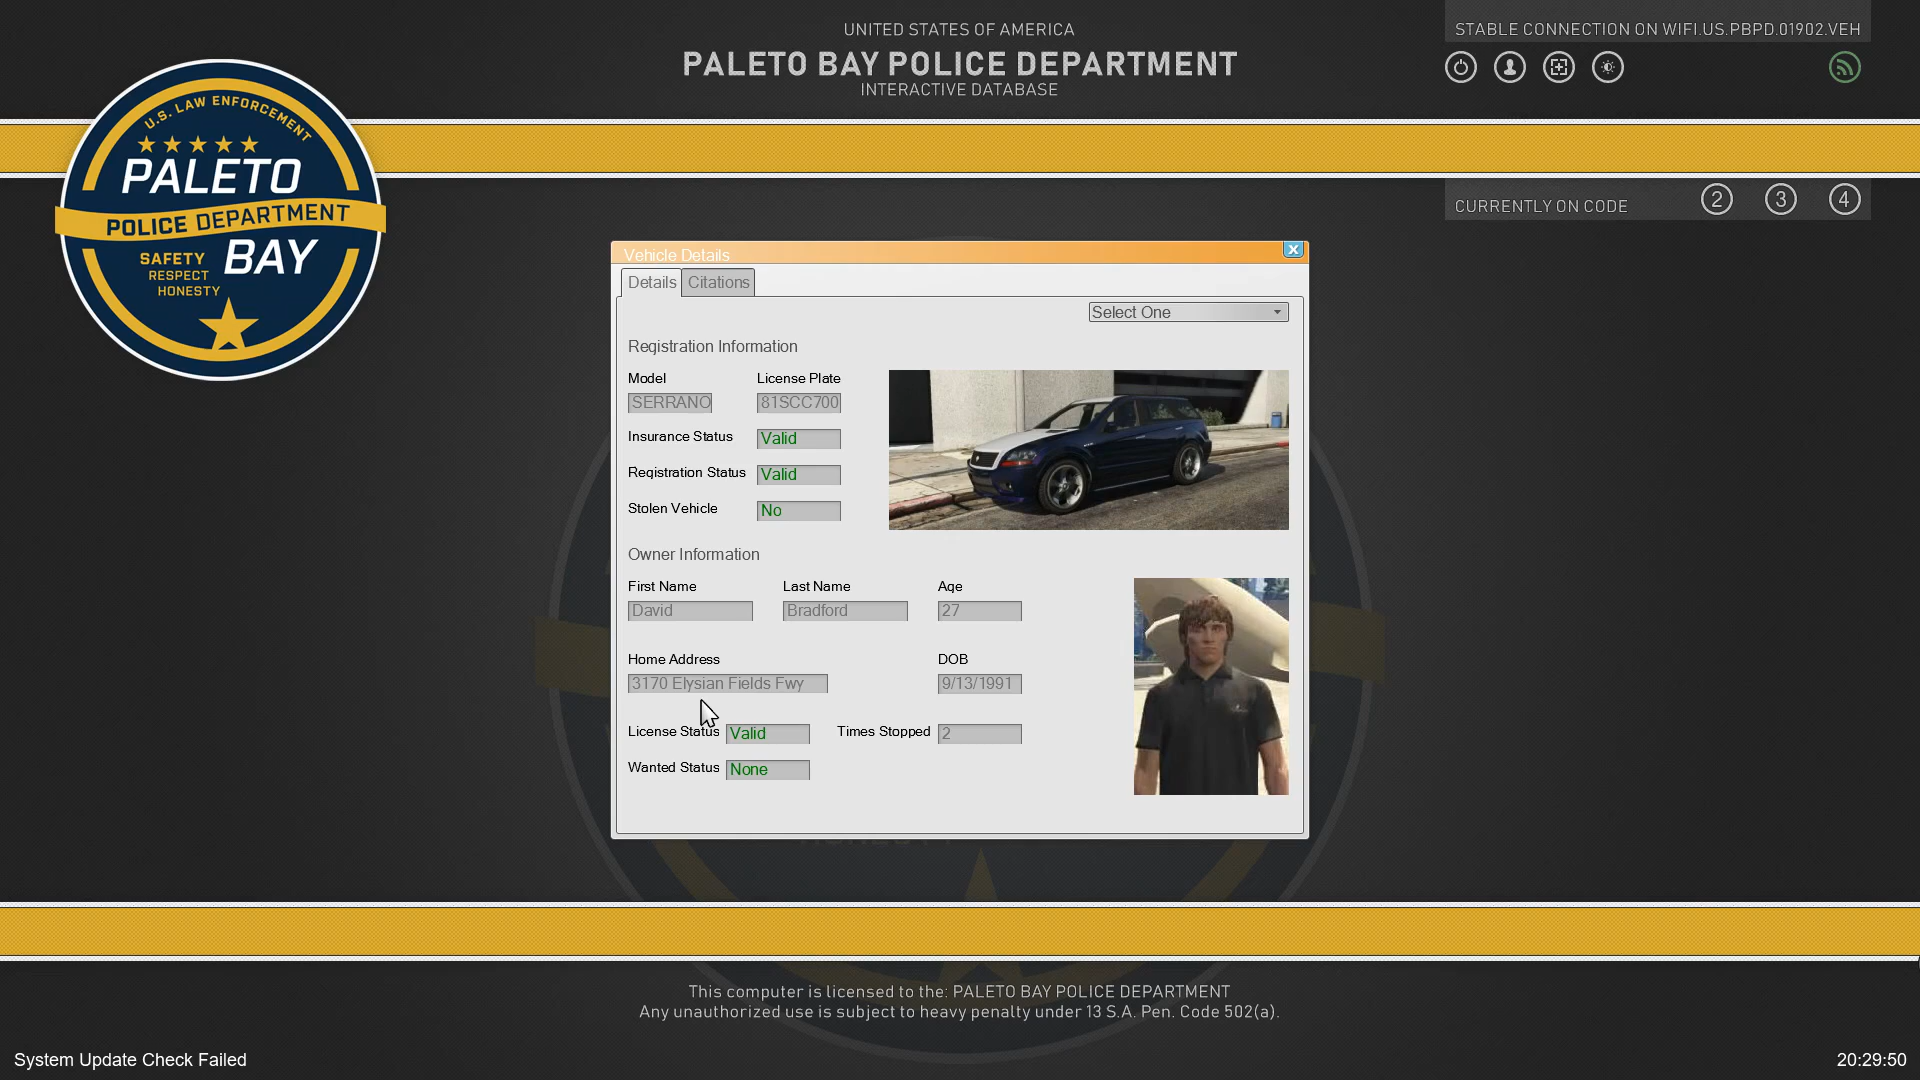 UNITED STATES OF AMERICA
PALETO BAY POLICE DEPARTMENT
INTERACTIVE DATABASE
STABLE CONNECTION ON WIFI.US.PBPD.01902.VEH
U.S. LAW ENFORCEMENT
PALETO
POLICE DEPARTMENT
BAY
SAFETY
RESPECT
HONESTY
CURRENTLY ON CODE 2 3 4
Vehicle Details
Details Citations
Select One
Registration Information
Model License Plate
SERRANO 81SCC700
Insurance Status Valid
Registration Status Valid
Stolen Vehicle No
Owner Information
First Name Last Name Age
David Bradford 27
Home Address DOB
3170 Elysian Fields Fwy 9/13/1991
License Status Valid Times Stopped 2
Wanted Status None
HONESTY
This computer is licensed to the: PALETO BAY POLICE DEPARTMENT
Any unauthorized use is subject to heavy penalty under 13 S.A. Pen. Code 502(a).
System Update Check Failed
20:29:50